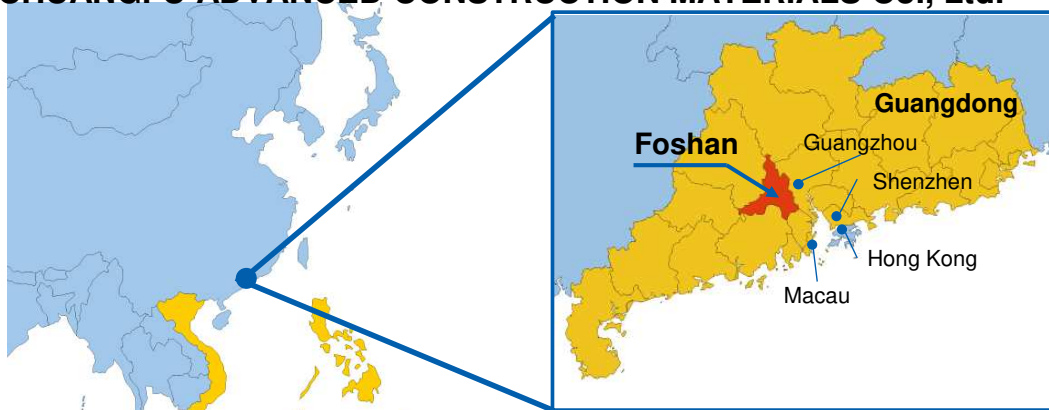 ADVANCED CONSTRUCTION MATERIALS Co., Ltd.
Guangdong
Foshan
Guangzhou
Shenzhen
Hong Kong
Macau